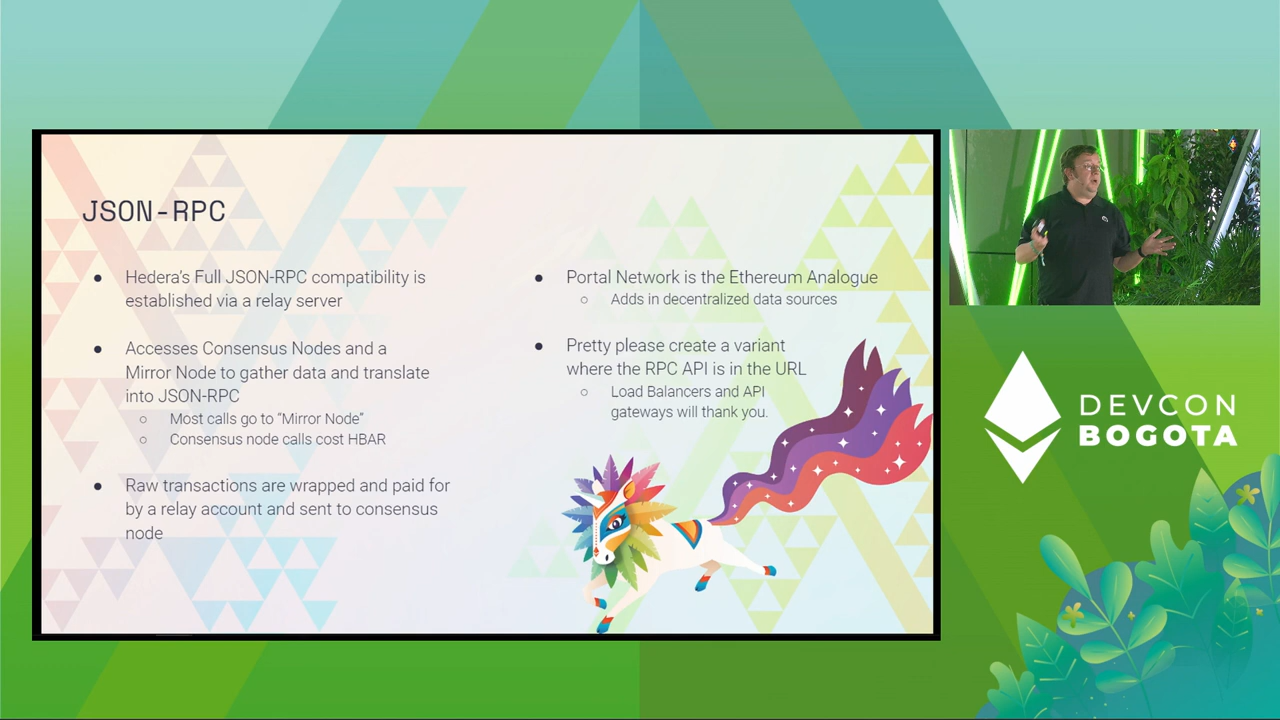 JSON-RPC
● Hedera's Full JSON-RPC compatibility is
established via a relay server
● Accesses Consensus Nodes and a
Mirror Node to gather data and translate
into JSON-RPC
○ Most calls go to “Mirror Node”
○ Consensus node calls cost HBAR
● Raw transactions are wrapped and paid for
by a relay account and sent to consensus
node
● Portal Network is the Ethereum Analogue
○ Adds in decentralized data sources
● Pretty please create a variant
where the RPC API is in the URL
○ Load Balancers and API
gateways will thank you.
DEVCON
BOGOTA